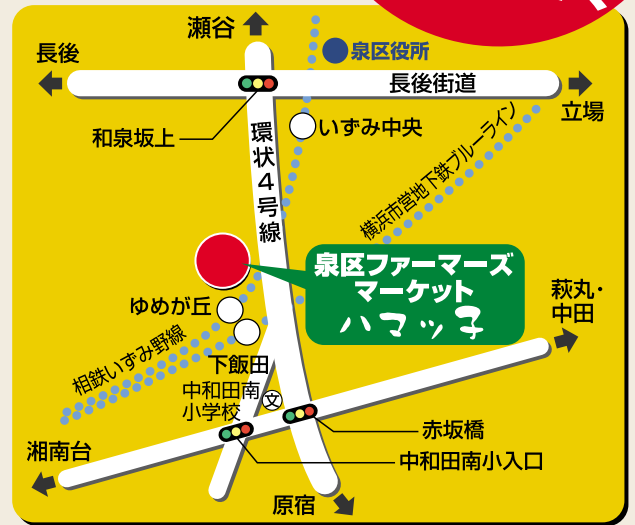 瀬谷
長後
泉区役所
長後街道
立場
和泉坂上
いずみ中央
環状4号線
横浜市営地下鉄ブルーライン
泉区ファーマーズ
マーケット
ハマッ子
萩丸・
中田
ゆめが丘
相鉄いずみ野線
下飯田
中和田南
小学校
文
赤坂橋
湘南台
中和田南小入口
原宿